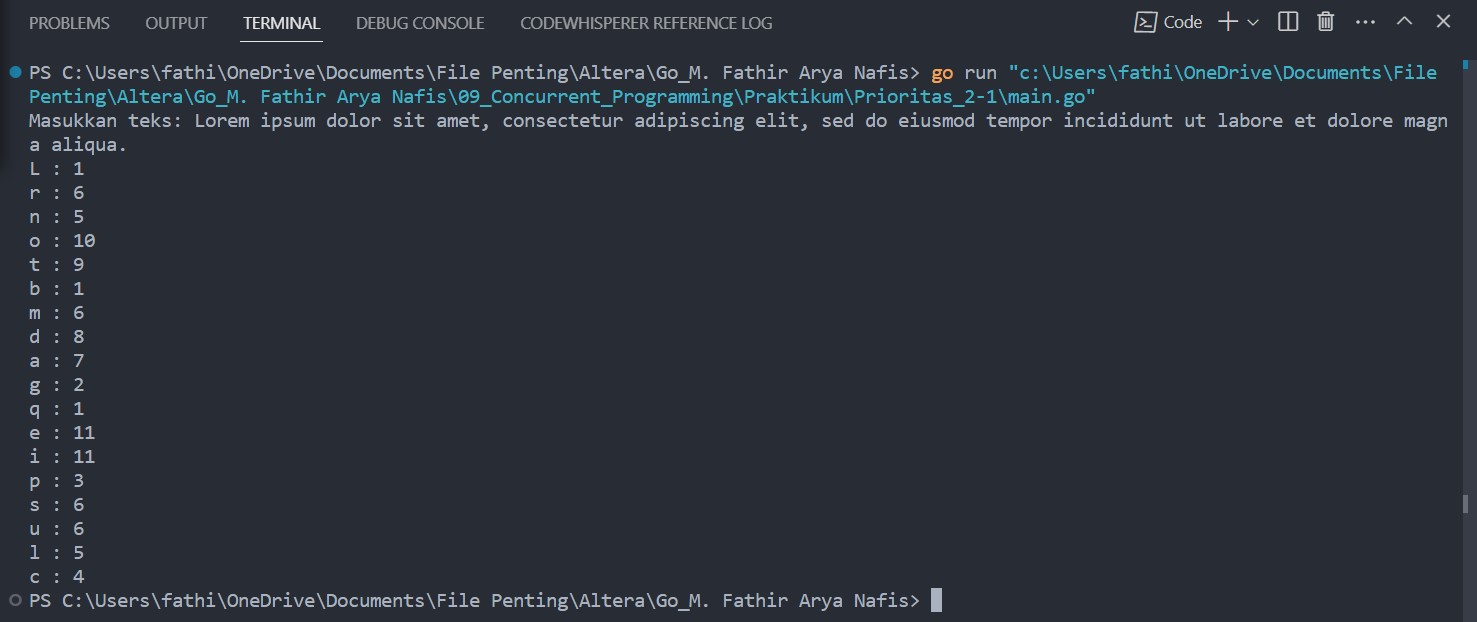 PROBLEMS OUTPUT TERMINAL DEBUG CONSOLE CODEWHISPERER REFERENCE LOG Code
PS C:\Users\fathi\OneDrive\Documents\File Penting\Altera\Go_M. Fathir Arya Nafis> go run "c:\Users\fathi\OneDrive\Documents\File
Penting\Altera\Go_M. Fathir Arya Nafis\09_Concurrent_Programming\Praktikum\Prioritas_2-1\main.go"
Masukkan teks: Lorem ipsum dolor sit amet, consectetur adipiscing elit, sed do eiusmod tempor incididunt ut labore et dolore magn
a aliqua.
L : 1
r : 6
n : 5
o : 10
t : 9
b : 1
m : 6
d : 8
a : 7
g : 2
q : 1
e : 11
i : 11
p : 3
s : 6
u : 6
l : 5
c : 4
PS C:\Users\fathi\OneDrive\Documents\File Penting\Altera\Go_M. Fathir Arya Nafis>